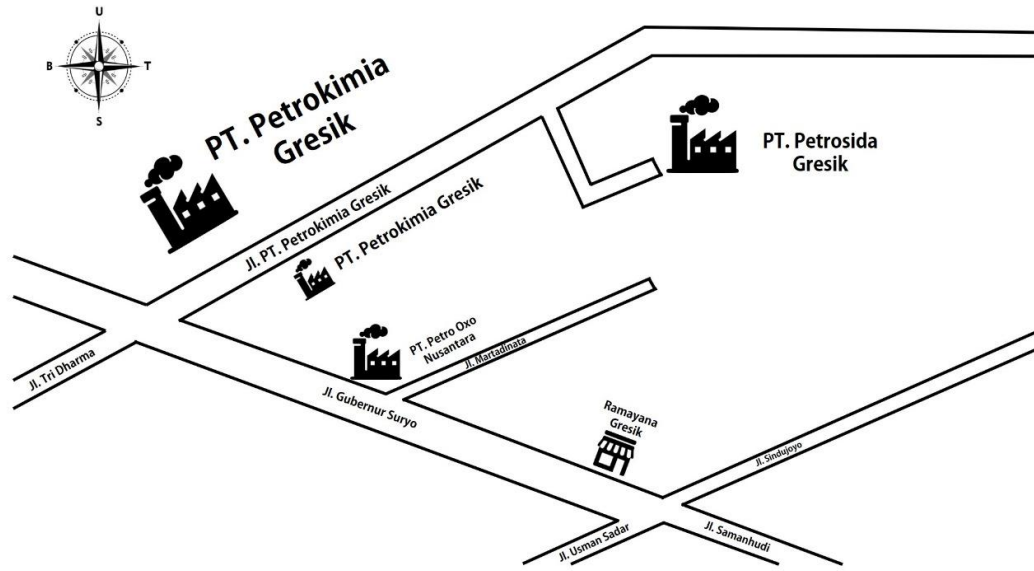 U
B
T
S
PT. Petrokimia
Gresik
PT. Petrosida
Gresik
Jl. PT. Petrokimia Gresik
PT. Petrokimia Gresik
PT. Petro Oxo
Nusantara
Jl. Martadinata
Jl. Tri Dharma
Jl. Gubernur Suryo
Ramayana
Gresik
Jl. Sindujoyo
Jl. Usman Sadar
Jl. Samanhudi